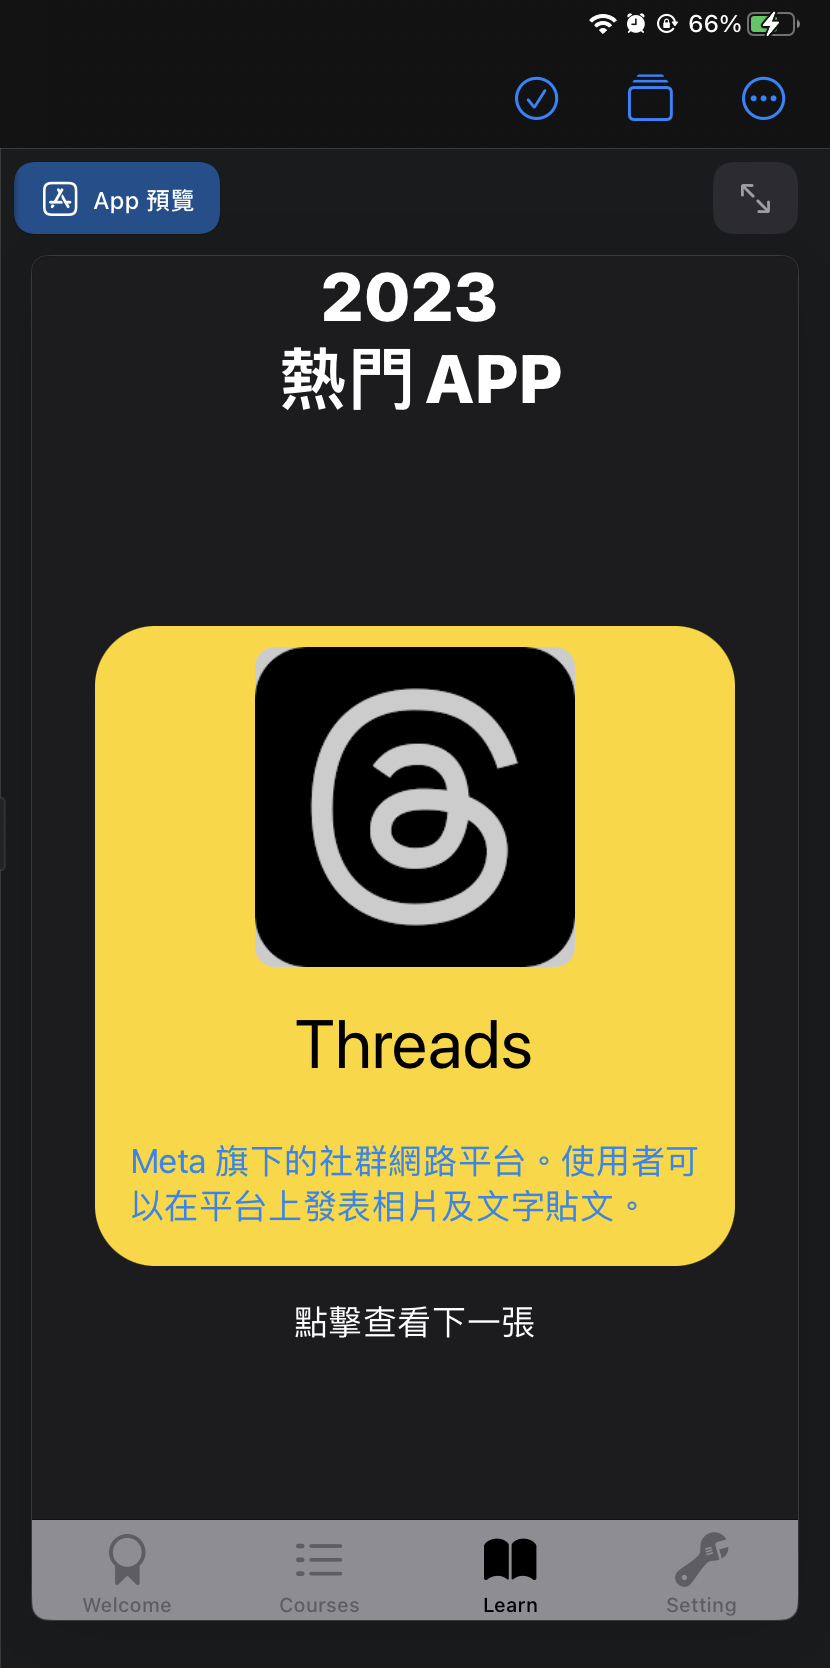 66%
App 預覽
2023
熱門 APP
Threads
Meta 旗下的社群網路平台。使用者可
以在平台上發表相片及文字貼文。
點擊查看下一張
Welcome
Courses
Learn
Setting